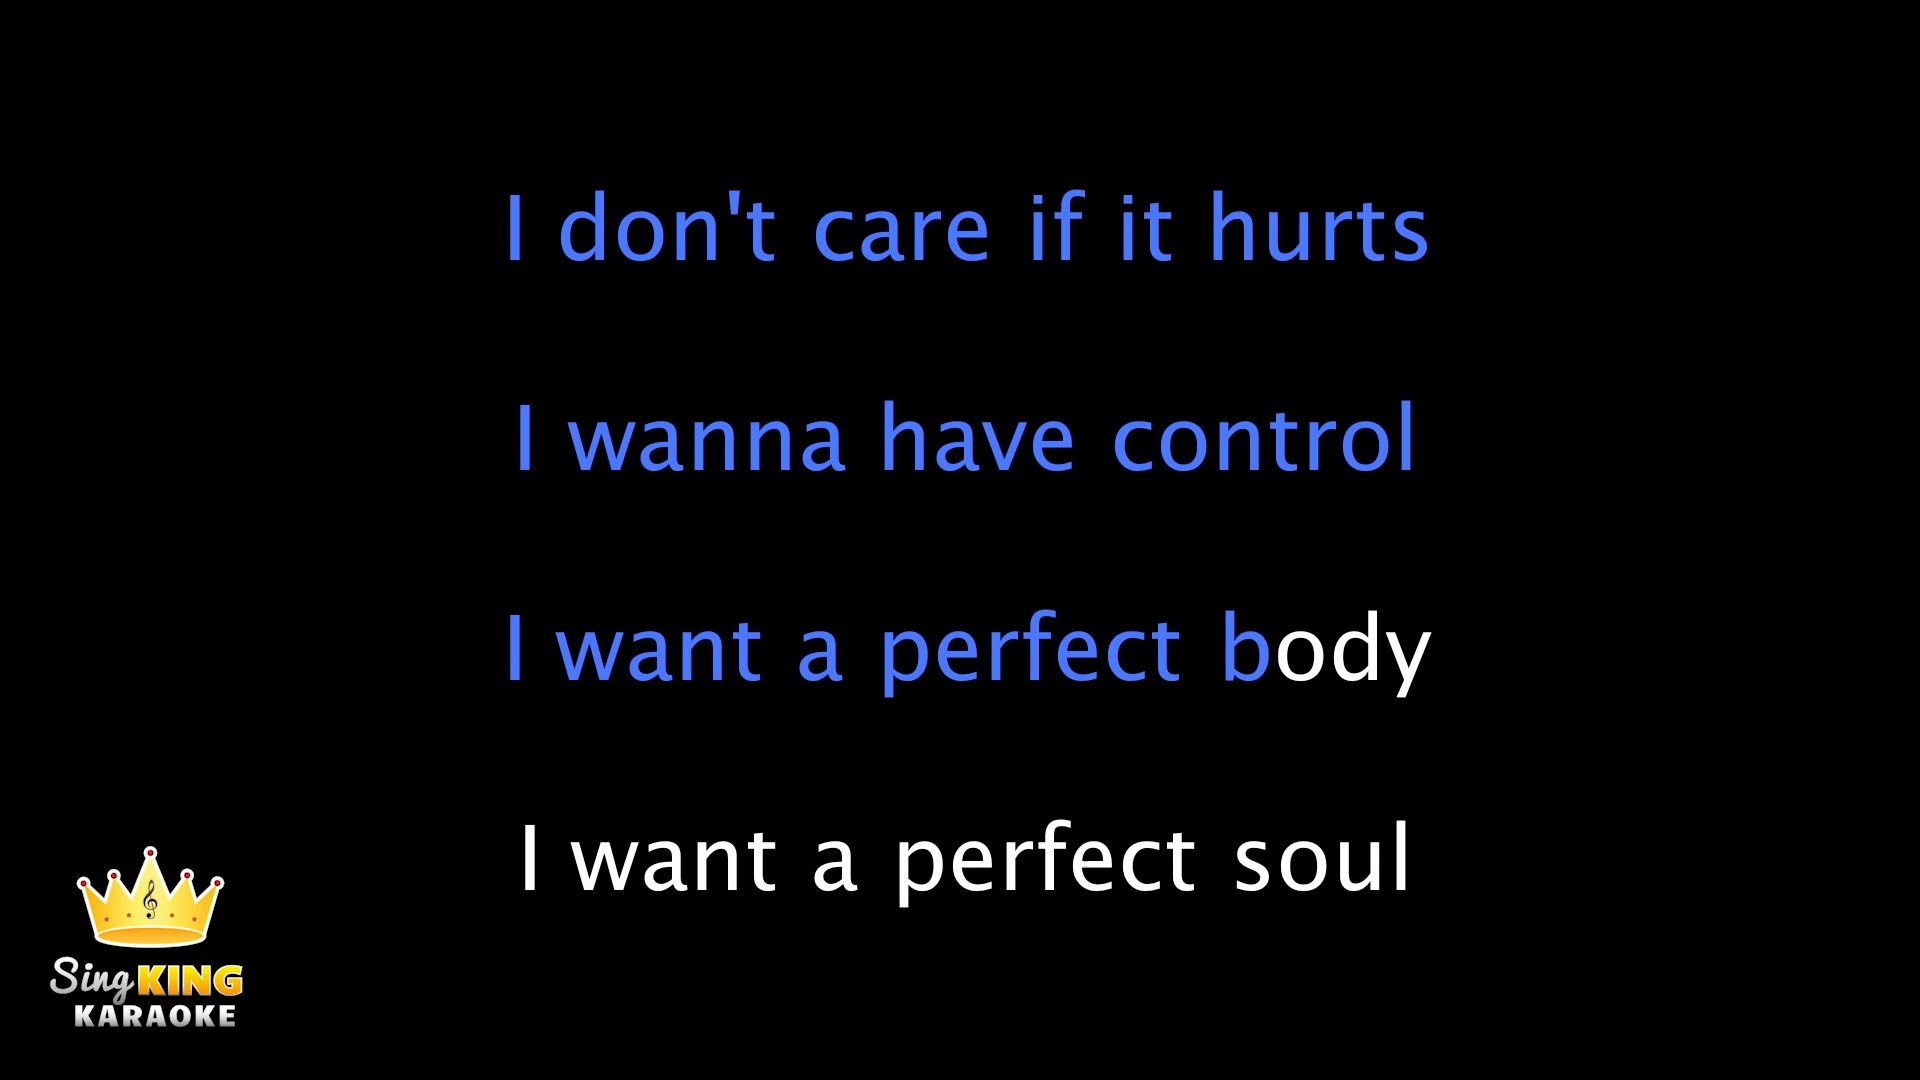 I don't care if it hurts
I wanna have control
I want a perfect body
I want a perfect soul
Sing KING
KARAOKE